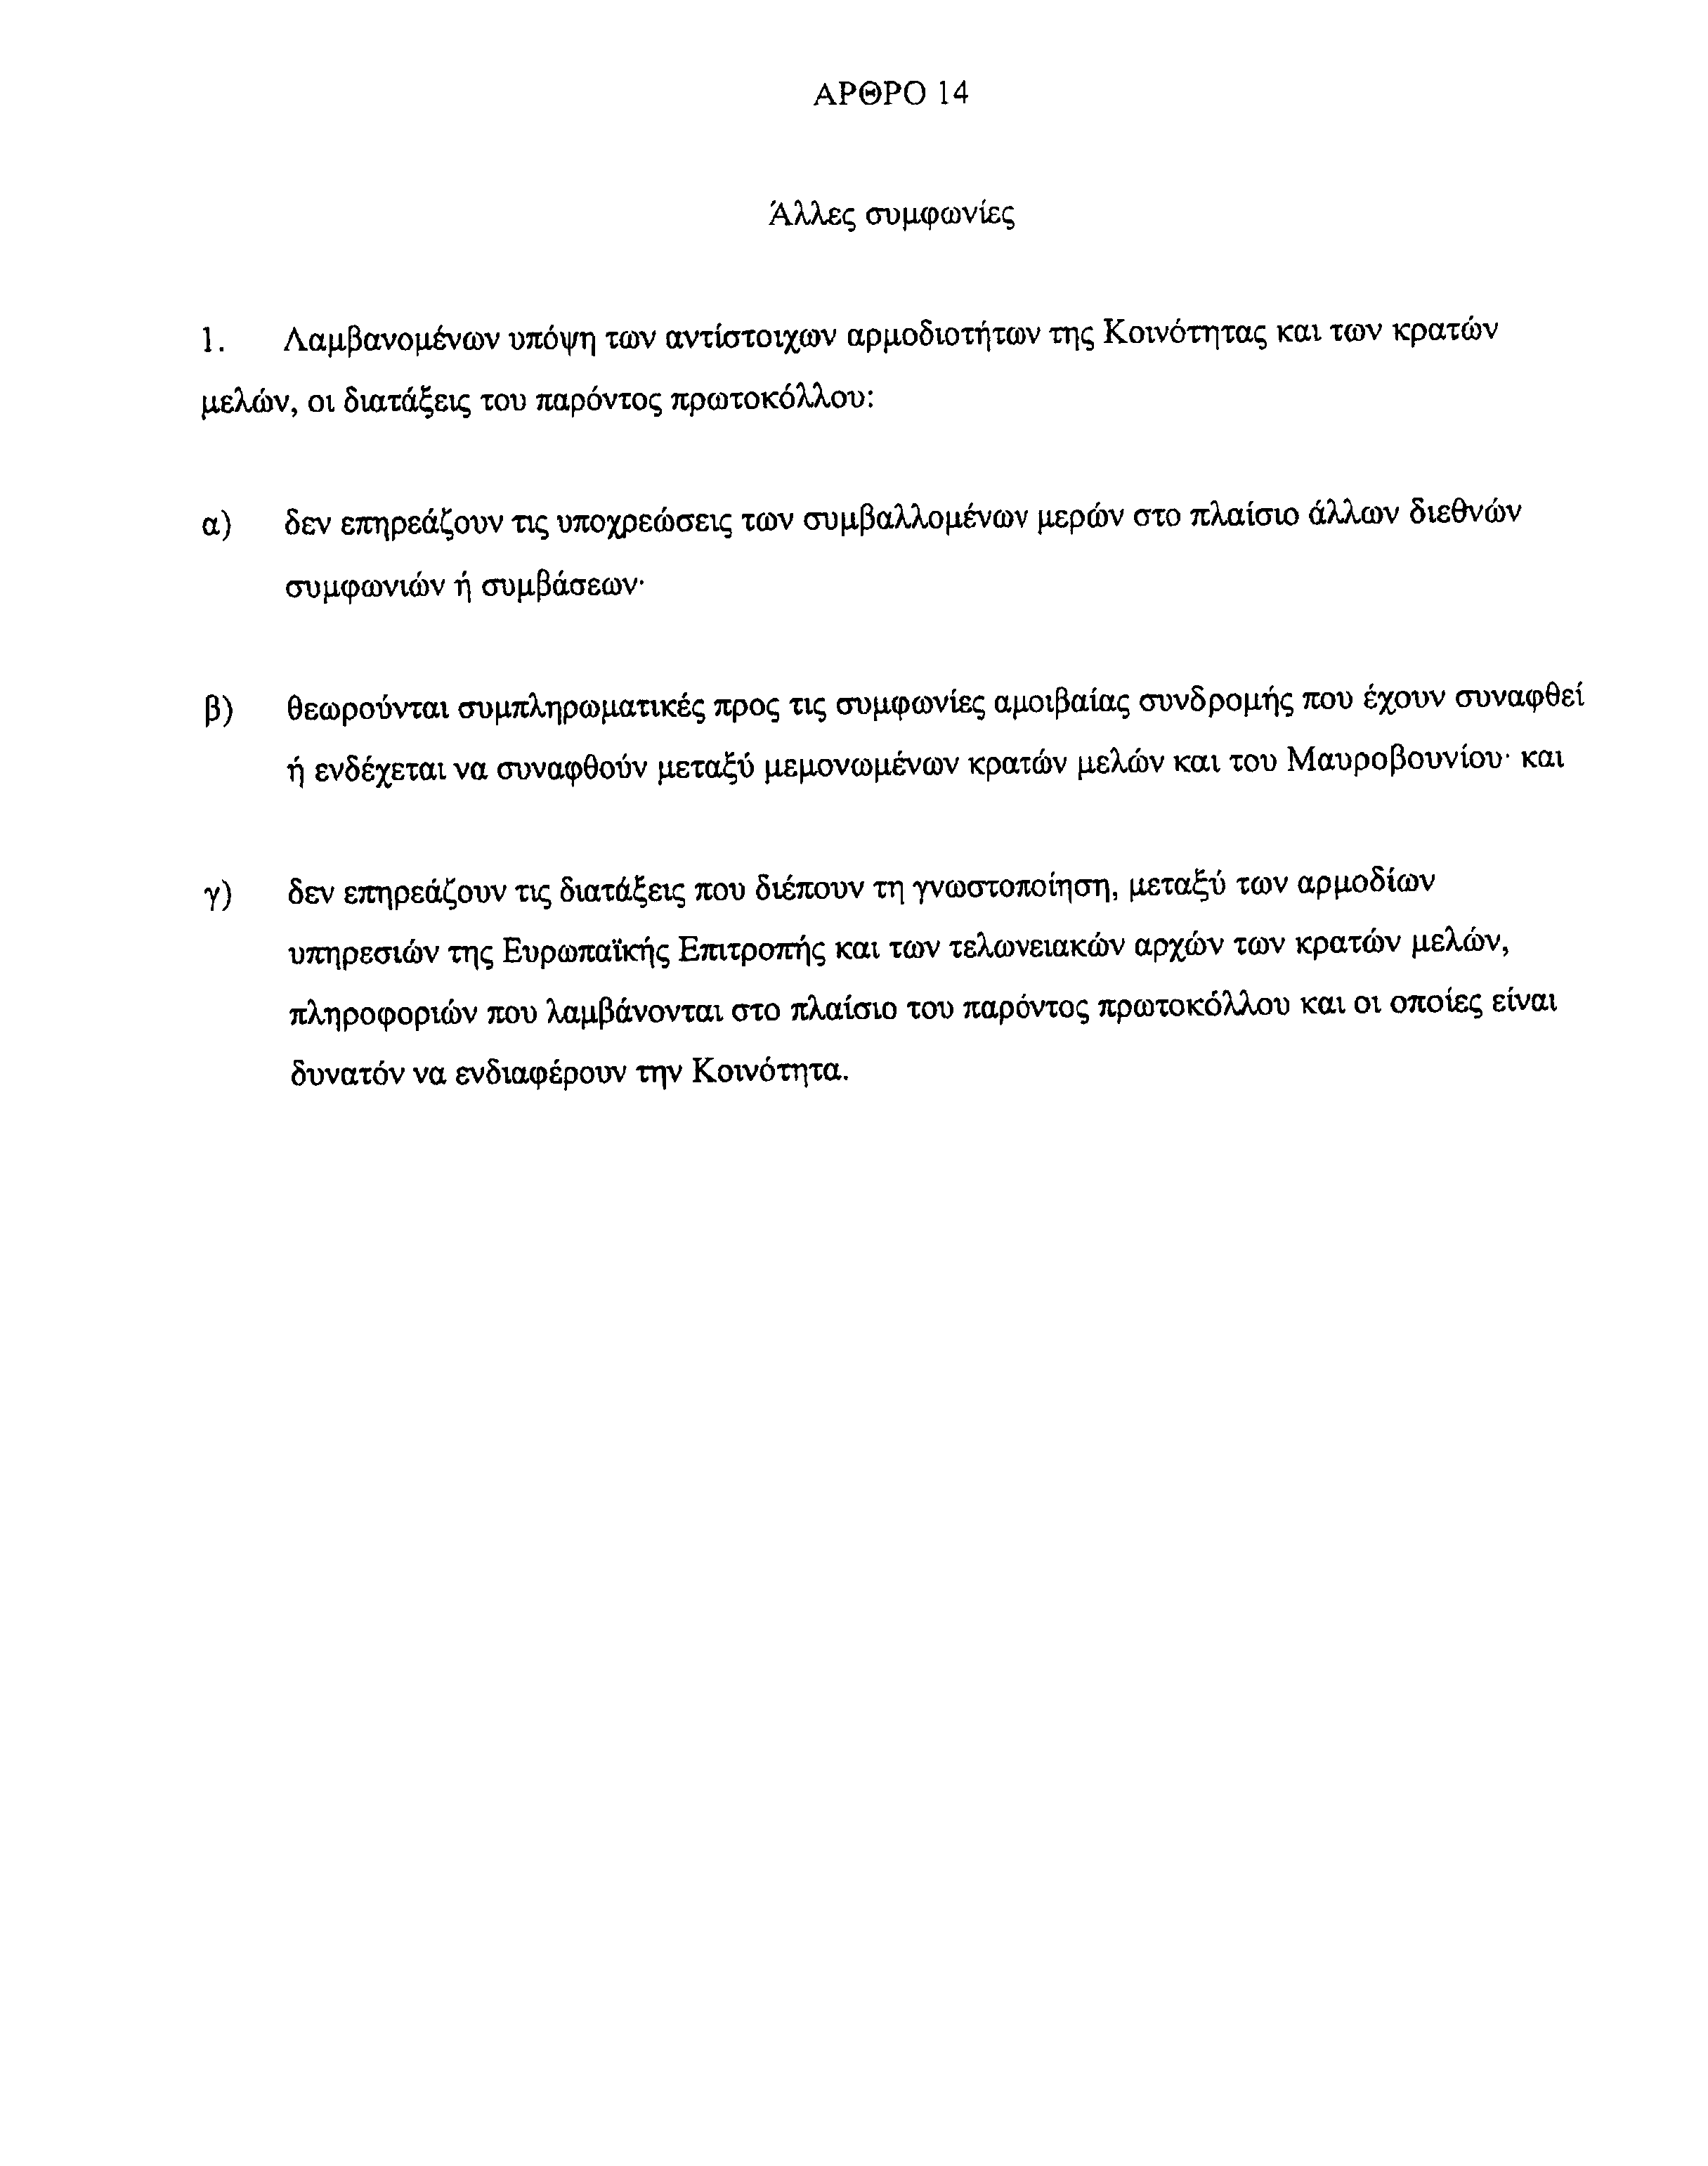 ΑΡΘΡΟ 14
Άλλες συμφωνίες
1. Λαμβανομένων υπόψη των αντίστοιχων αρμοδιοτήτων της Κοινότητας και των κρατών
μελών, οι διατάξεις του παρόντος πρωτοκόλλου:
α) δεν επηρεάζουν τις υποχρεώσεις των συμβαλλομένων μερών στο πλαίσιο άλλων διεθνών
συμφωνιών ή συμβάσεων·
β) θεωρούνται συμπληρωματικές προς τις συμφωνίες αμοιβαίας συνδρομής που έχουν συναφθεί
ή ενδέχεται να συναφθούν μεταξύ μεμονωμένων κρατών μελών και του Μαυροβουνίου· και
γ) δεν επηρεάζουν τις διατάξεις που διέπουν τη γνωστοποίηση, μεταξύ των αρμοδίων
υπηρεσιών της Ευρωπαϊκής Επιτροπής και των τελωνειακών αρχών των κρατών μελών,
πληροφοριών που λαμβάνονται στο πλαίσιο του παρόντος πρωτοκόλλου και οι οποίες είναι
δυνατόν να ενδιαφέρουν την Κοινότητα.